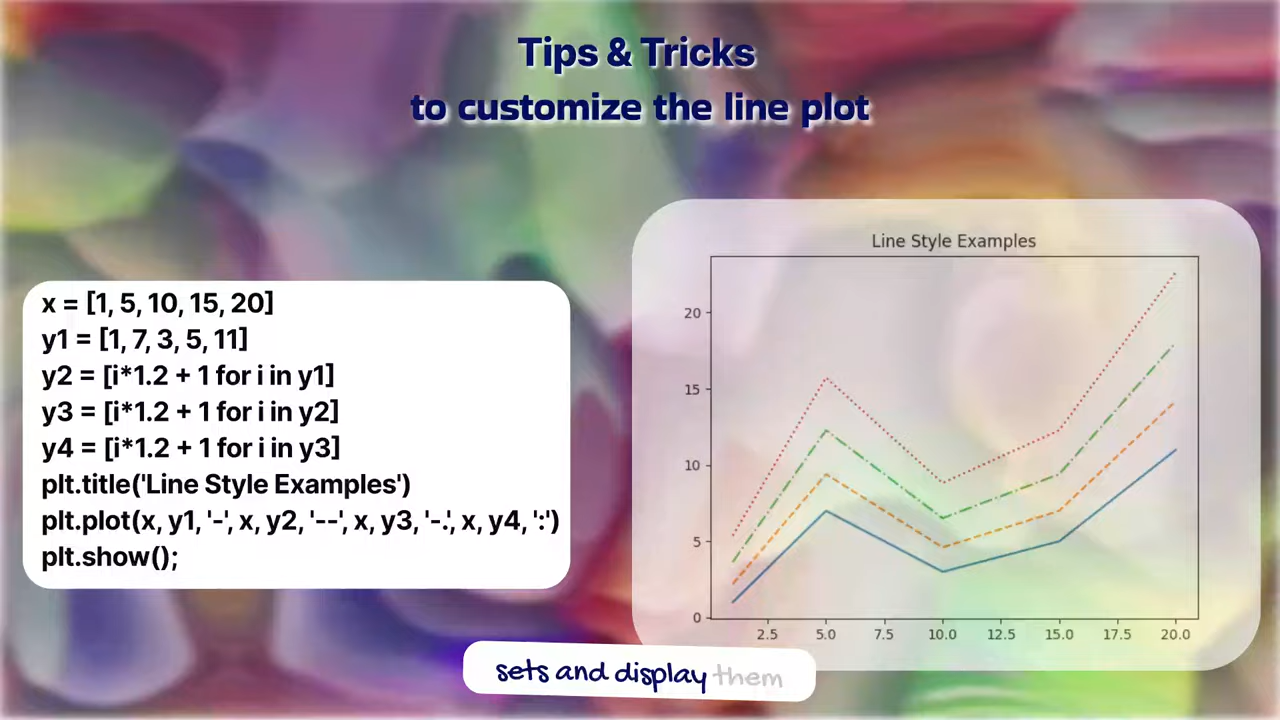 Tips & Tricks
to customize the line plot
x = [1, 5, 10, 15, 20]
y1 = [1, 7, 3, 5, 11]
y2 = [i*1.2 + 1 for i in y1]
y3 = [i*1.2 + 1 for i in y2]
y4 = [i*1.2 + 1 for i in y3]
plt.title('Line Style Examples')
plt.plot(x, y1, '-', x, y2, '--', x, y3, '-.', x, y4, ':')
plt.show();
Line Style Examples
20
15
10
5
0
2.5 5.0 7.5 10.0 12.5 15.0 17.5 20.0
sets and display them